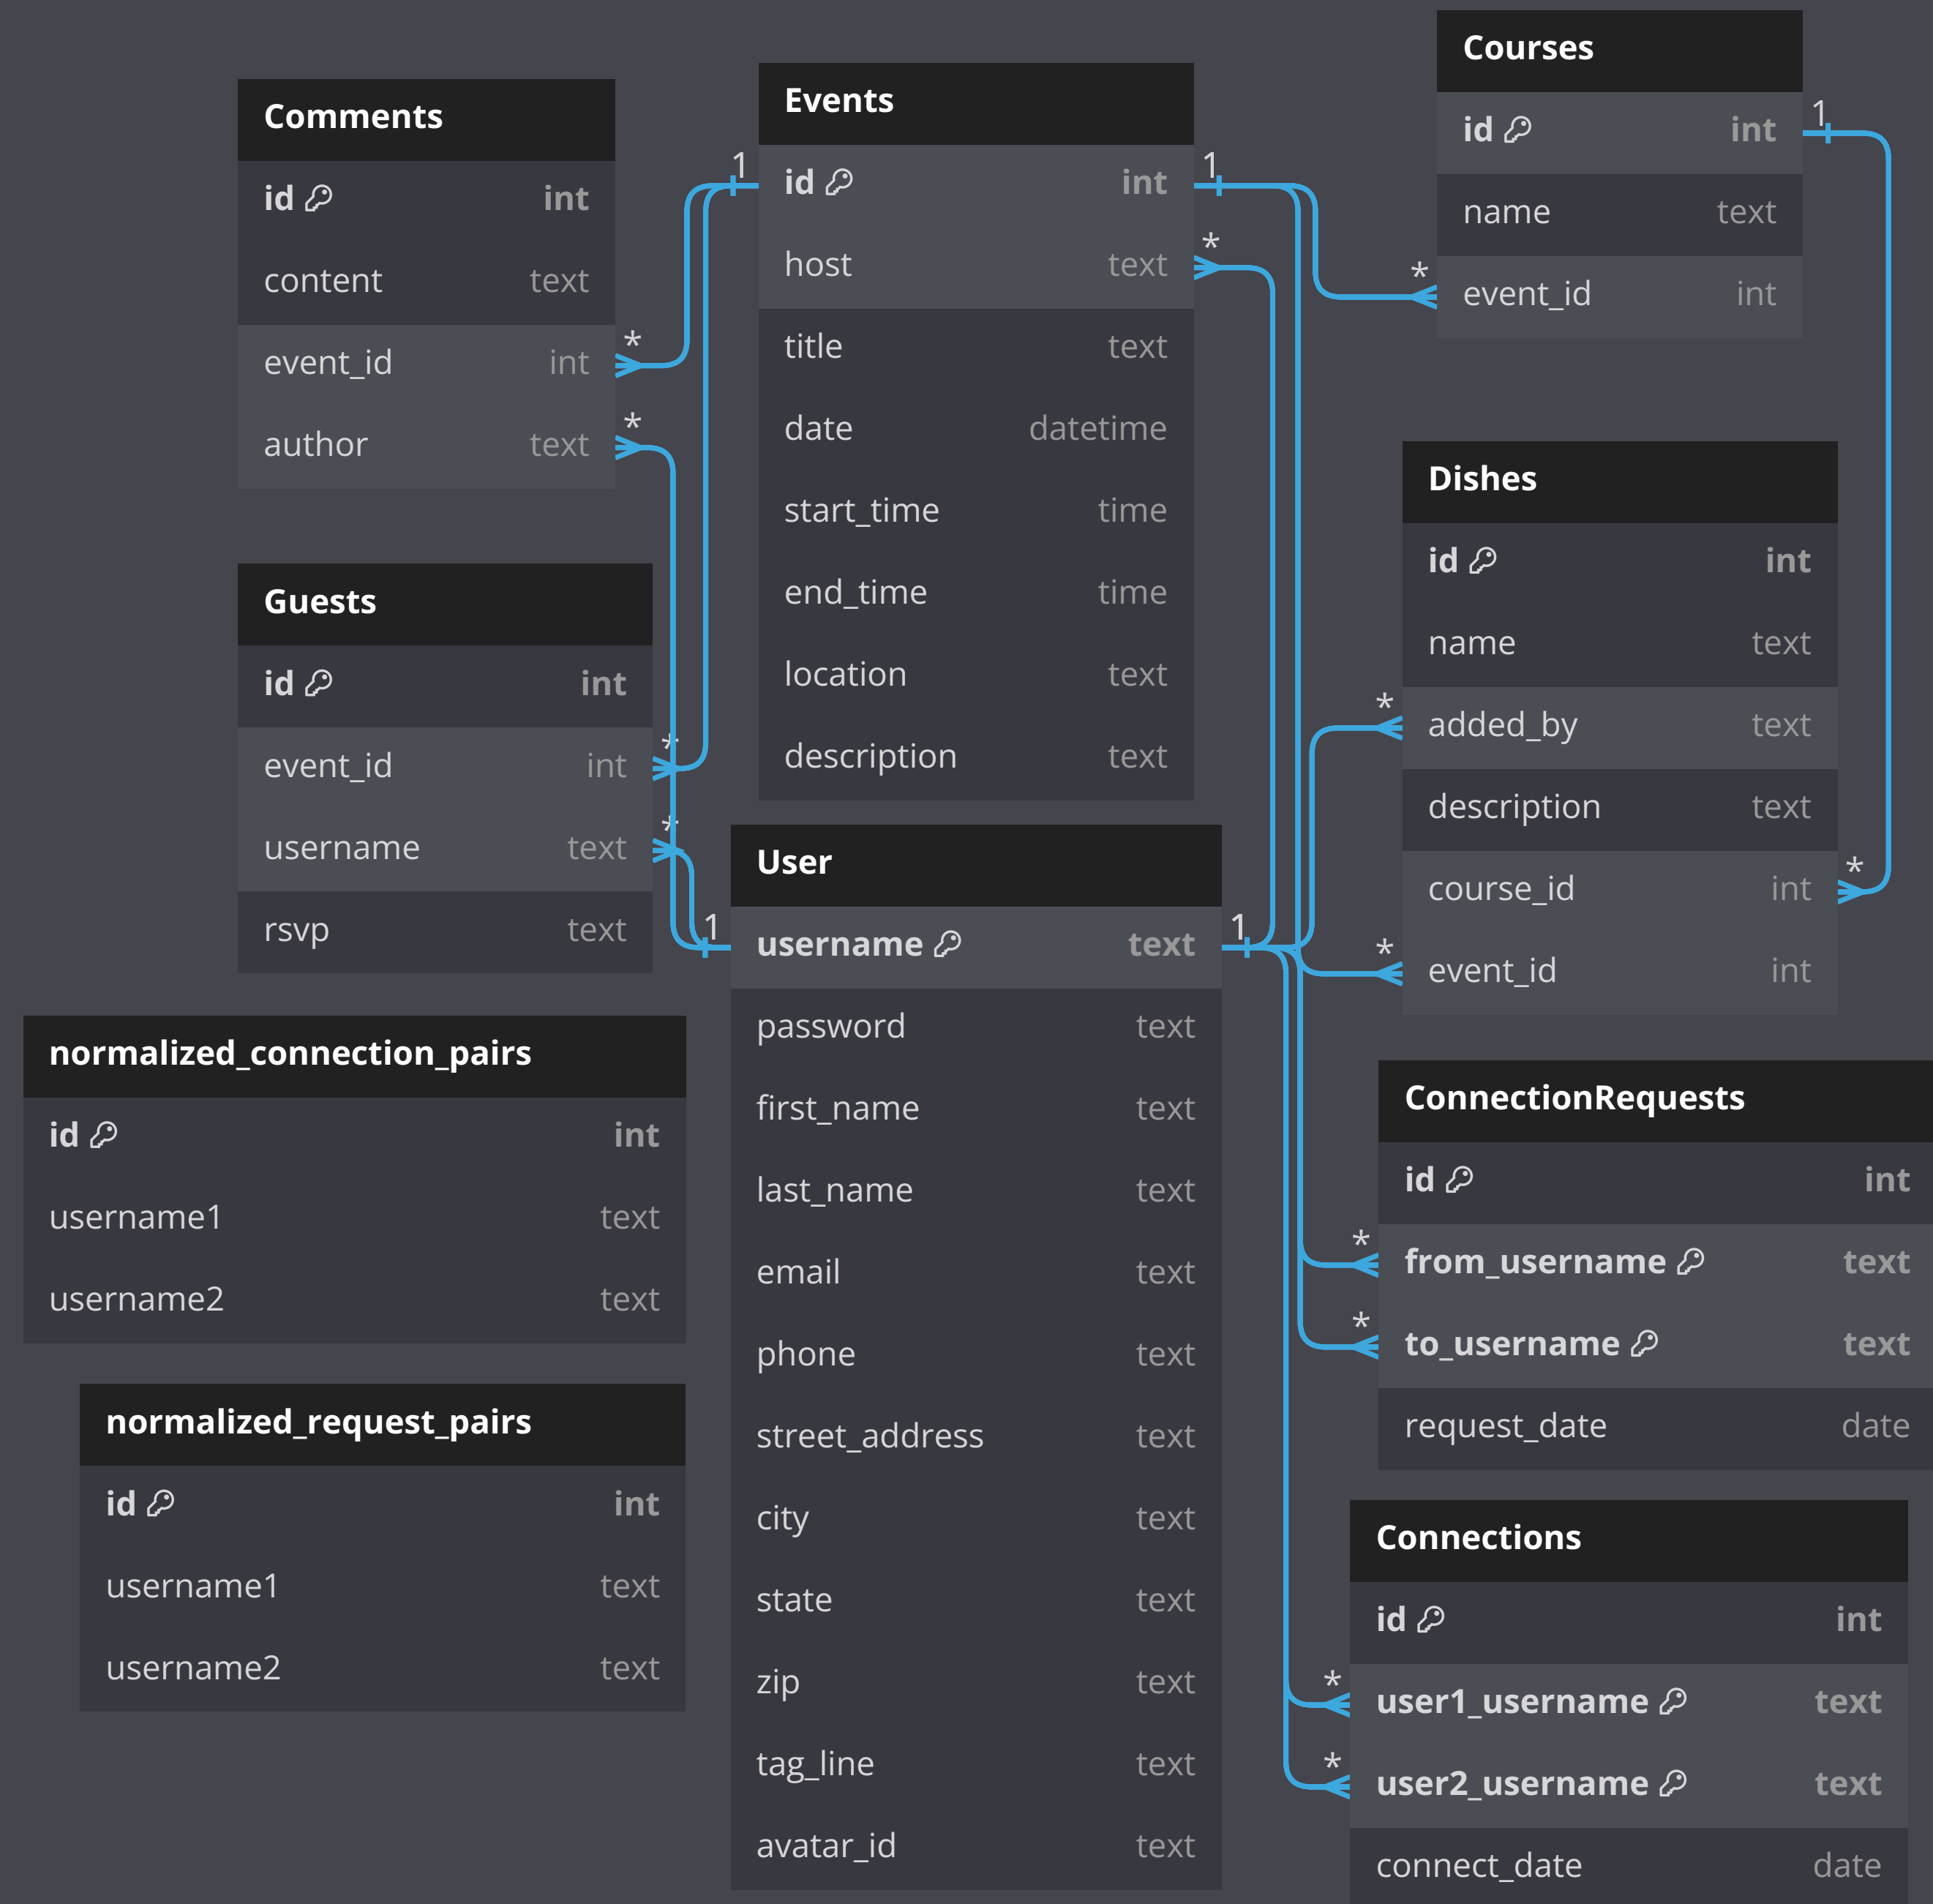 Comments
id int
content text
event_id int
author text
Guests
id int
event_id int
username text
rsvp text
normalized_connection_pairs
id int
username1 text
username2 text
normalized_request_pairs
id int
username1 text
username2 text
Events
id int
host text
title text
date datetime
start_time time
end_time time
location text
description text
User
username text
password text
first_name text
last_name text
email text
phone text
street_address text
city text
state text
zip text
tag_line text
avatar_id text
Courses
id int
name text
event_id int
Dishes
id int
name text
added_by text
description text
course_id int
event_id int
ConnectionRequests
id int
from_username text
to_username text
request_date date
Connections
id int
user1_username text
user2_username text
connect_date date
1
1
1
1
1
*
*
*
*
*
*
*
*
*
*
*
*
*